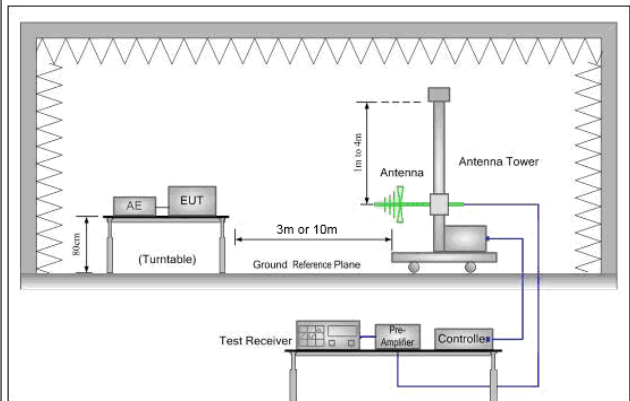 1m to 4m
Antenna
Antenna Tower
AE
EUT
3m or 10m
80cm
(Turntable)
Ground Reference Plane
Test Receiver
Pre-
Amplifier
Controlle